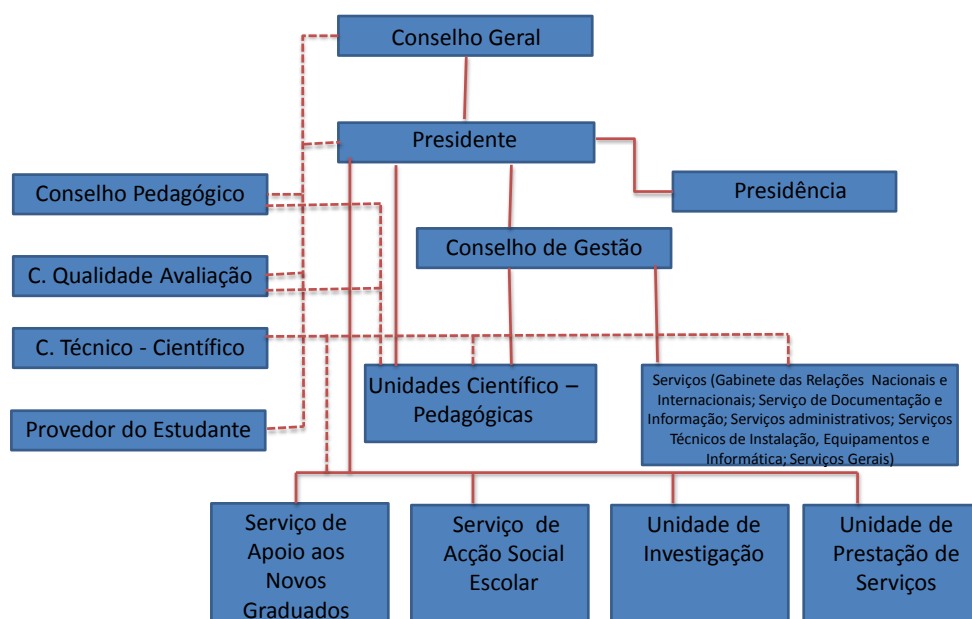 Conselho Geral
Presidente
Conselho Pedagógico
Presidência
Conselho de Gestão
C. Qualidade Avaliação
C. Técnico - Científico
Unidades Científico –
Pedagógicas
Serviços (Gabinete das Relações Nacionais e
Internacionais; Serviço de Documentação e
Informação; Serviços administrativos; Serviços
Técnicos de Instalação, Equipamentos e
Informática; Serviços Gerais)
Provedor do Estudante
Serviço de
Apoio aos
Novos
Graduados
Serviço de
Acção Social
Escolar
Unidade de
Investigação
Unidade de
Prestação de
Serviços